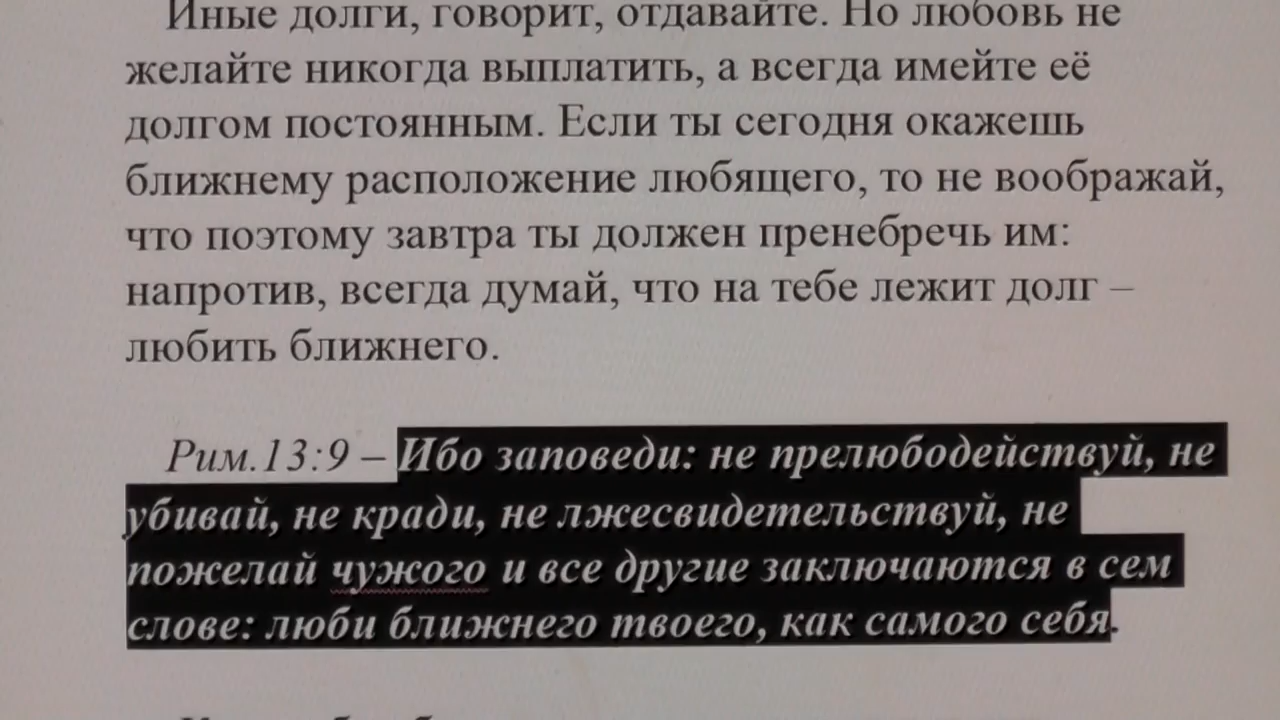 Иные долги, говорит, отдавайте. Но любовь не
желайте никогда выплатить, а всегда имейте её
долгом постоянным. Если ты сегодня окажешь
ближнему расположение любящего, то не воображай,
что поэтому завтра ты должен пренебречь им:
напротив, всегда думай, что на тебе лежит долг –
любить ближнего.
Рим.13:9 – Ибо заповеди: не прелюбодействуй, не
убивай, не кради, не лжесвидетельствуй, не
пожелай чужого и все другие заключаются в сем
слове: люби ближнего твоего, как самого себя.